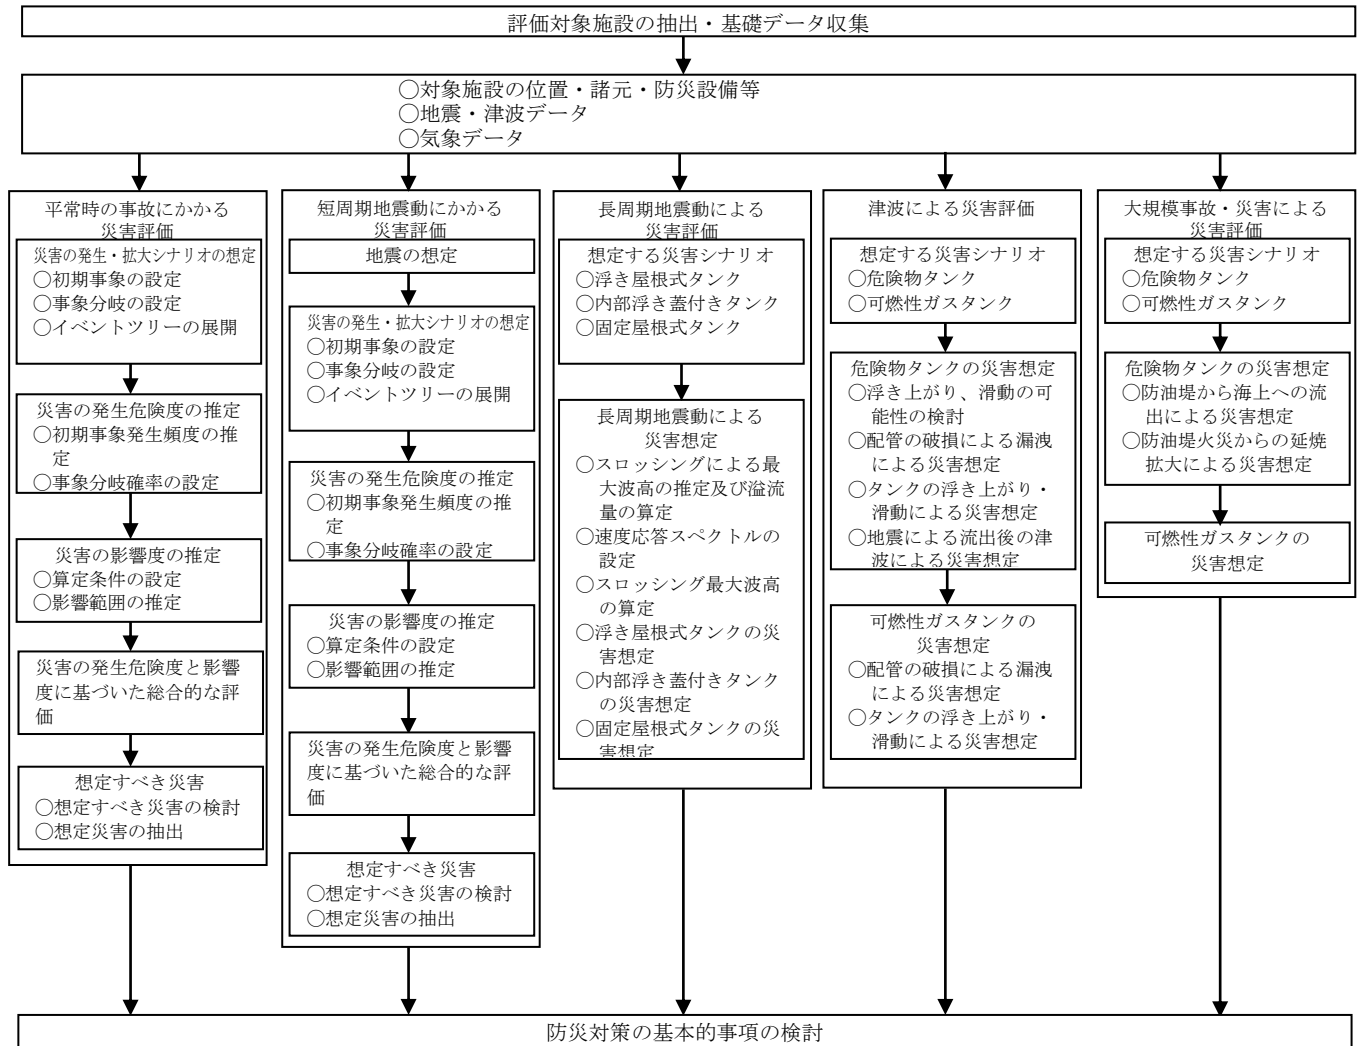 評価対象施設の抽出・基礎データ収集
○対象施設の位置・諸元・防災設備等
○地震・津波データ
○気象データ
平常時の事故にかかる
災害評価
災害の発生・拡大シナリオの想定
○初期事象の設定
○事象分岐の設定
○イベントツリーの展開
災害の発生危険度の推定
○初期事象発生頻度の推
定
○事象分岐確率の設定
災害の影響度の推定
○算定条件の設定
○影響範囲の推定
災害の発生危険度と影響
度に基づいた総合的な評
価
想定すべき災害
○想定すべき災害の検討
○想定災害の抽出
短周期地震動にかかる
災害評価
地震の想定
災害の発生・拡大シナリオの想定
○初期事象の設定
○事象分岐の設定
○イベントツリーの展開
災害の発生危険度の推定
○初期事象発生頻度の推
定
○事象分岐確率の設定
災害の影響度の推定
○算定条件の設定
○影響範囲の推定
災害の発生危険度と影響
度に基づいた総合的な評
価
想定すべき災害
○想定すべき災害の検討
○想定災害の抽出
長周期地震動による
災害評価
想定する災害シナリオ
○浮き屋根式タンク
○内部浮き蓋付きタンク
○固定屋根式タンク
長周期地震動による
災害想定
○スロッシングによる最
大波高の推定及び溢流
量の算定
○速度応答スペクトルの
設定
○スロッシング最大波高
の算定
○浮き屋根式タンクの災
害想定
○内部浮き蓋付きタンク
の災害想定
○固定屋根式タンクの災
害想定
津波による災害評価
想定する災害シナリオ
○危険物タンク
○可燃性ガスタンク
危険物タンクの災害想定
○浮き上がり、滑動の可
能性の検討
○配管の破損による漏洩
による災害想定
○タンクの浮き上がり・
滑動による災害想定
○地震による流出後の津
波による災害想定
可燃性ガスタンクの
災害想定
○配管の破損による漏洩
による災害想定
○タンクの浮き上がり・
滑動による災害想定
大規模事故・災害による
災害評価
想定する災害シナリオ
○危険物タンク
○可燃性ガスタンク
危険物タンクの災害想定
○防油堤から海上への流
出による災害想定
○防油堤火災からの延焼
拡大による災害想定
可燃性ガスタンクの
災害想定
防災対策の基本的事項の検討